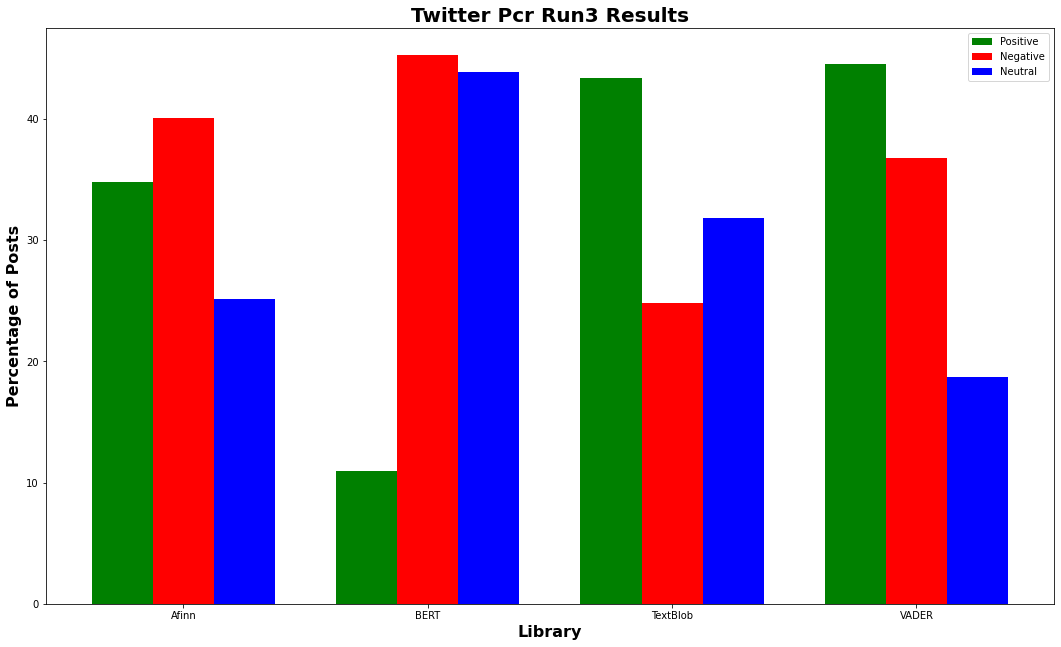 Twitter Pcr Run3 Results
Positive
Negative
Neutral
Percentage of Posts
40
30
20
10
0
Afinn BERT TextBlob VADER
Library